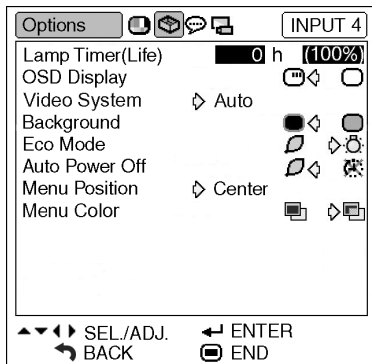 Options INPUT 4
Lamp Timer(Life) 0 h (100%)
OSD Display
Video System Auto
Background
Eco Mode
Auto Power Off
Menu Position Center
Menu Color
SEL./ADJ. ENTER
BACK END